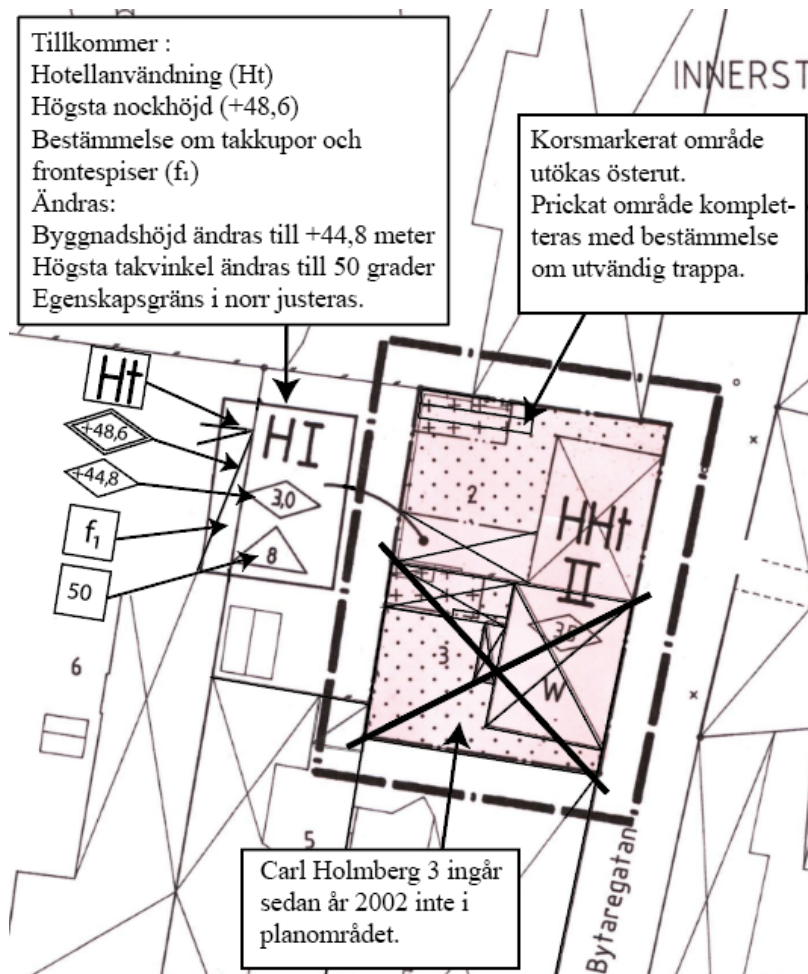 Tillkommer :
Hotellanvändning (Ht)
Högsta nockhöjd (+48,6)
Bestämmelse om takkupor och
frontespiser (f₁)
Ändras:
Byggnadshöjd ändras till +44,8 meter
Högsta takvinkel ändras till 50 grader
Egenskapsgräns i norr justeras.
INNERST
Korsmarkerat område
utökas österut.
Prickat område komplet-
teras med bestämmelse
om utvändig trappa.
Ht
+48,6
+44,8
f₁
50
HI
3,0
8
2
HHt
II
3,5
W
3
6
5
Carl Holmberg 3 ingår
sedan år 2002 inte i
planområdet.
Bytaregatan